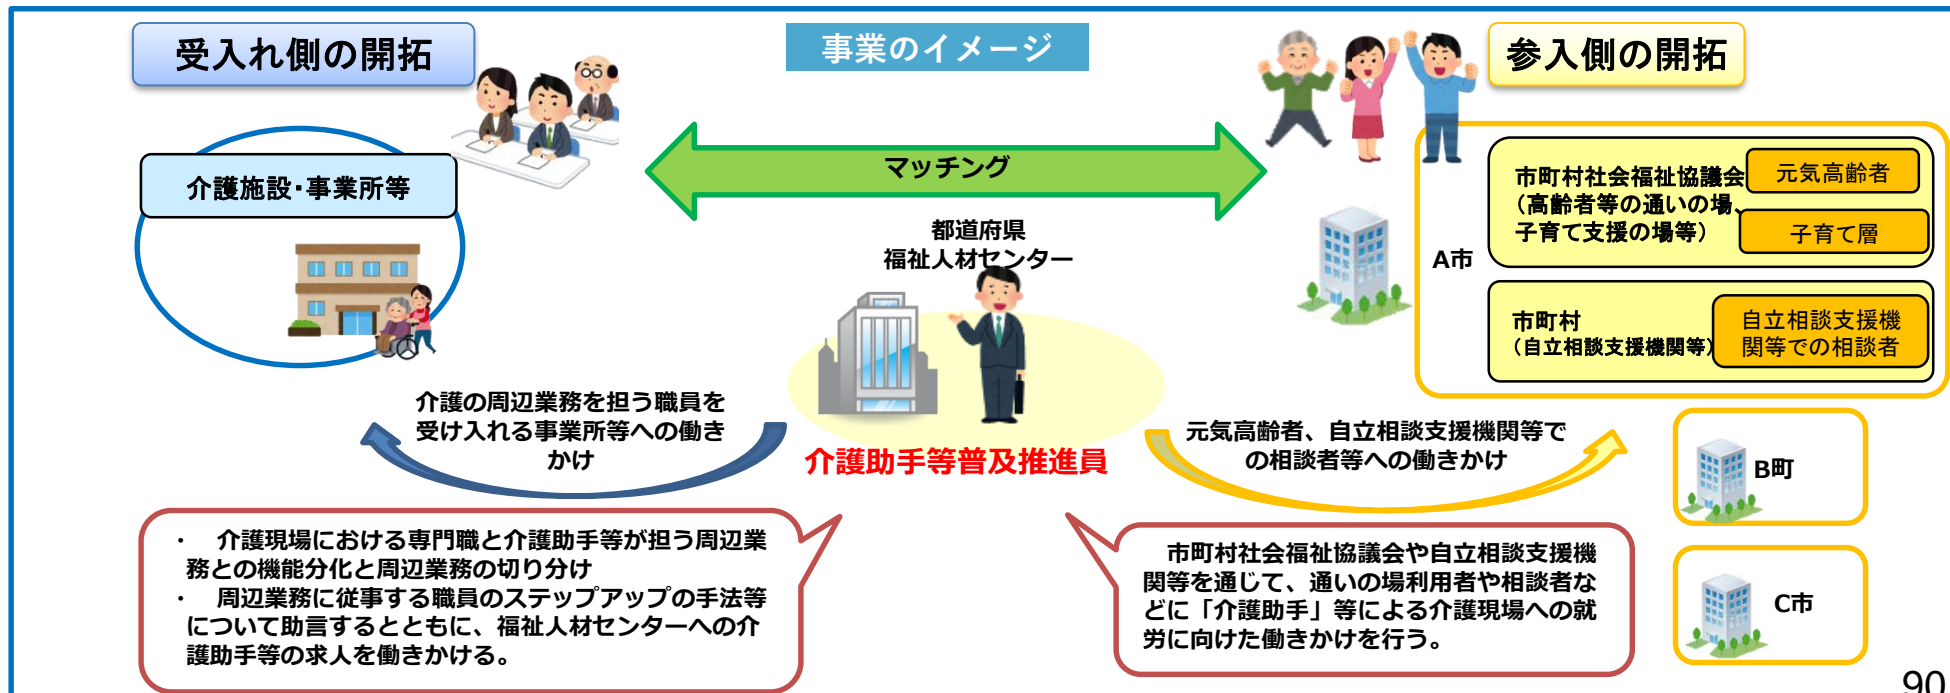 受入れ側の開拓
事業のイメージ
参入側の開拓
介護施設・事業所等
マッチング
都道府県
福祉人材センター
介護助手等普及推進員
A市
市町村社会福祉協議会
(高齢者等の通いの場、
子育て支援の場等)
元気高齢者
子育て層
市町村
(自立相談支援機関等)
自立相談支援機
関等での相談者
介護の周辺業務を担う職員を
受け入れる事業所等への働き
かけ
元気高齢者、自立相談支援機関等で
の相談者等への働きかけ
B町
C市
・　介護現場における専門職と介護助手等が担う周辺業
務との機能分化と周辺業務の切り分け
・　周辺業務に従事する職員のステップアップの手法等
について助言するとともに、福祉人材センターへの介
護助手等の求人を働きかける。
市町村社会福祉協議会や自立相談支援機
関等を通じて、通いの場利用者や相談者な
どに「介護助手」等による介護現場への就
労に向けた働きかけを行う。
90